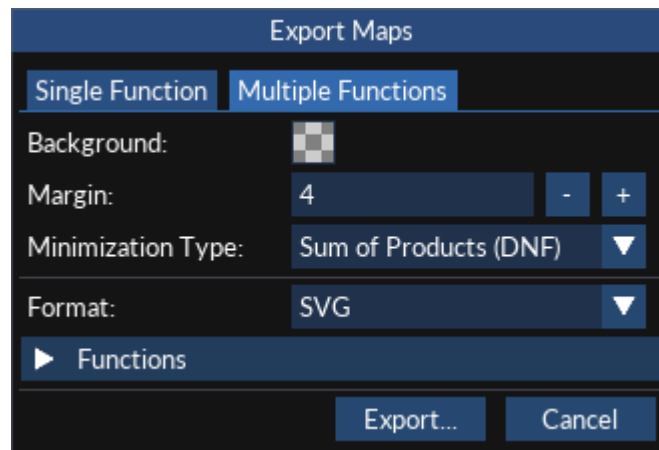 Export Maps
Single Function Multiple Functions
Background:
Margin: 4 - +
Minimization Type: Sum of Products (DNF)
Format: SVG
Functions
Export... Cancel